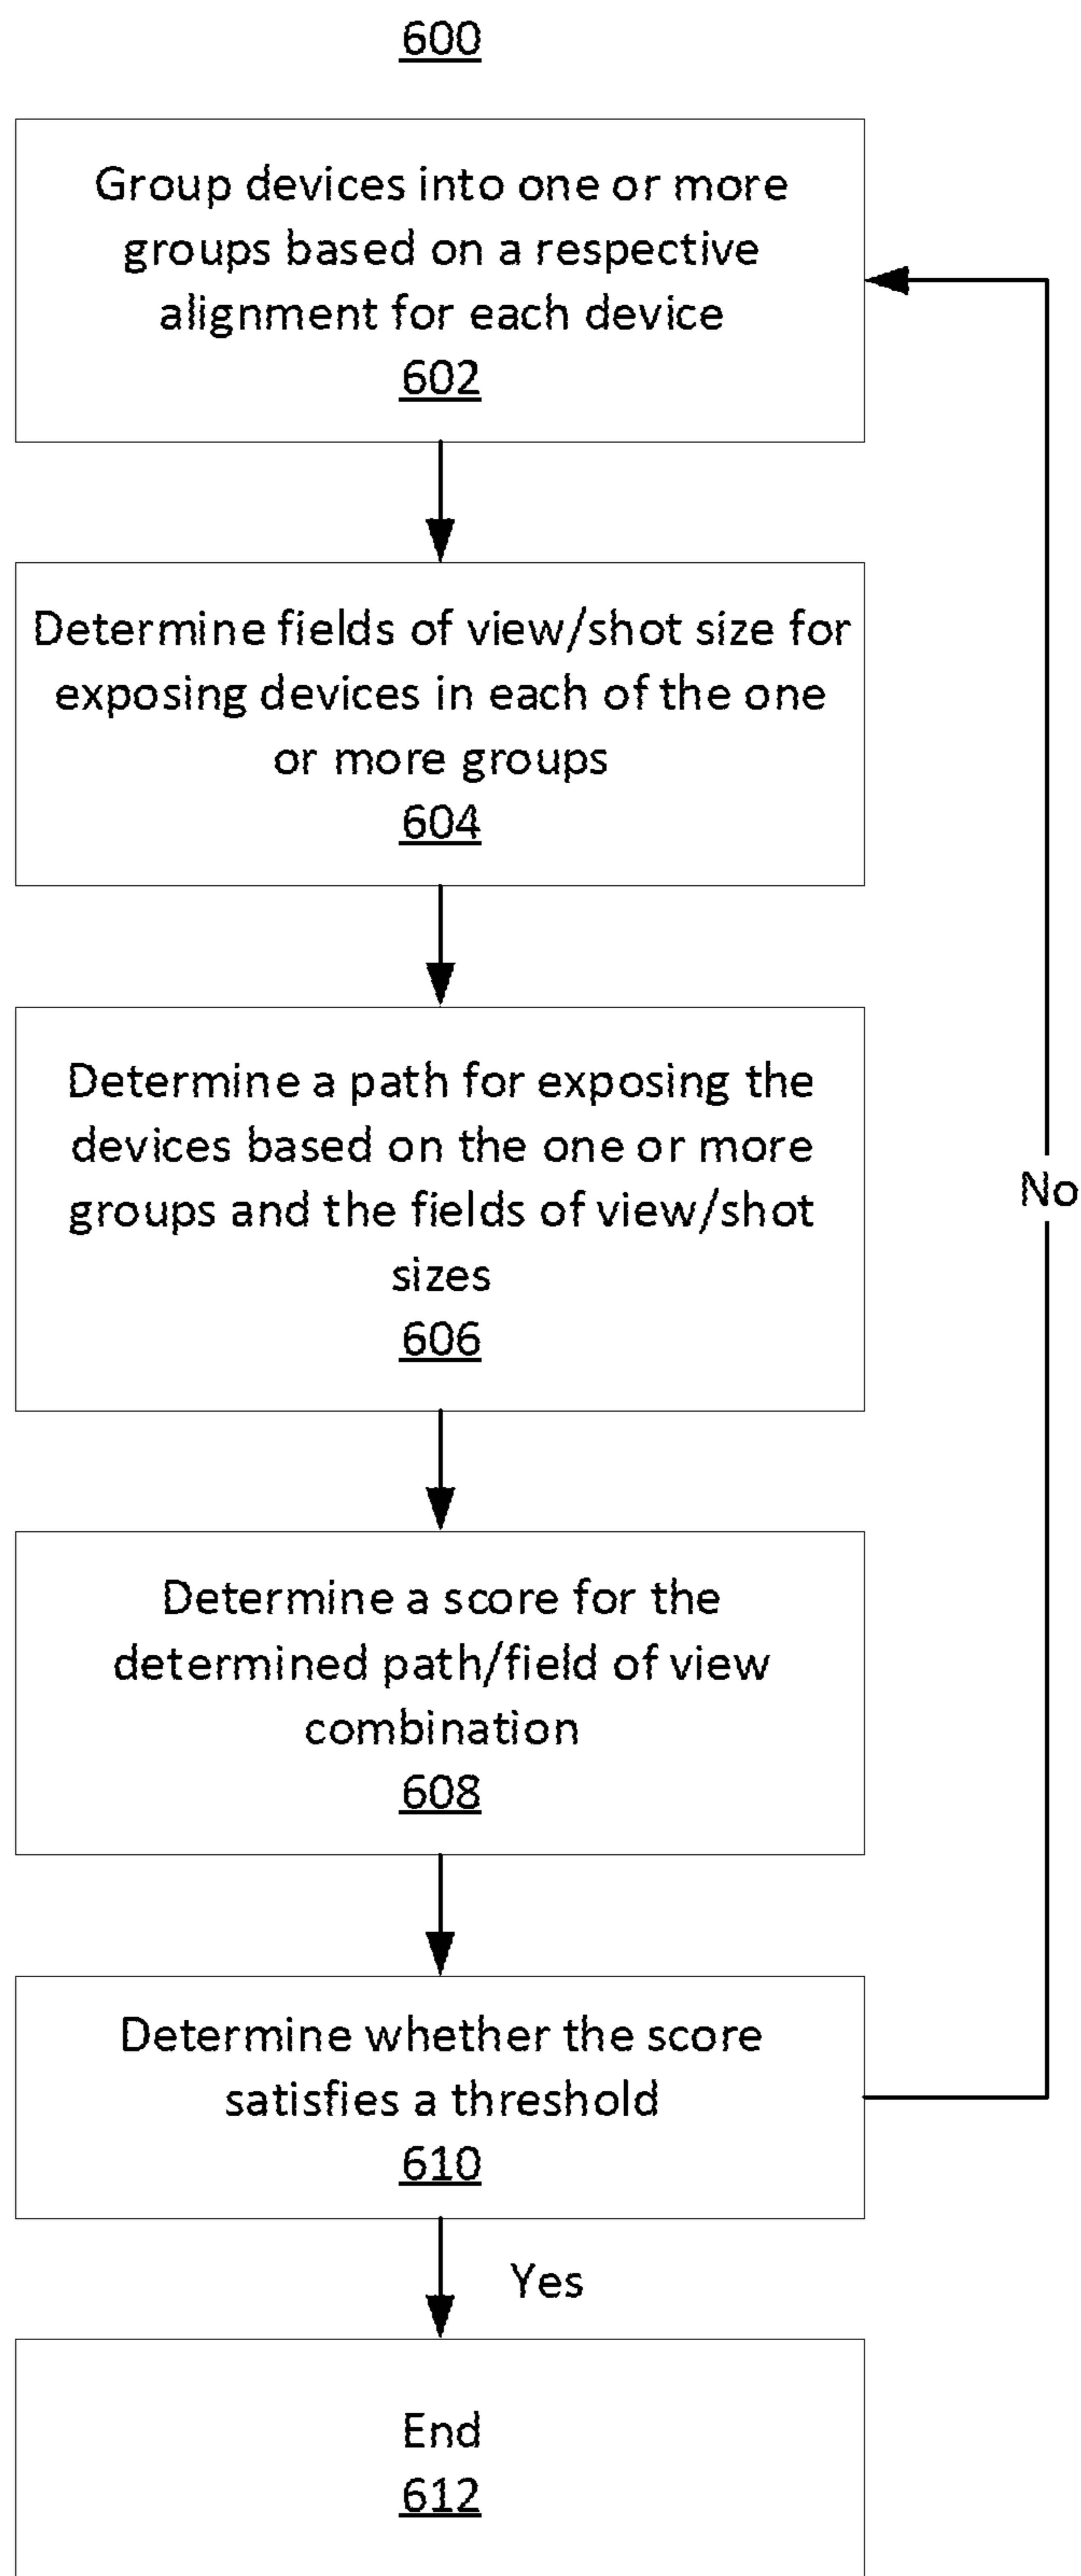 600
Group devices into one or more
groups based on a respective
alignment for each device
602
Determine fields of view/shot size for
exposing devices in each of the one
or more groups
604
Determine a path for exposing the
devices based on the one or more
groups and the fields of view/shot
sizes
606
No
Determine a score for the
determined path/field of view
combination
608
Determine whether the score
satisfies a threshold
610
Yes
End
612